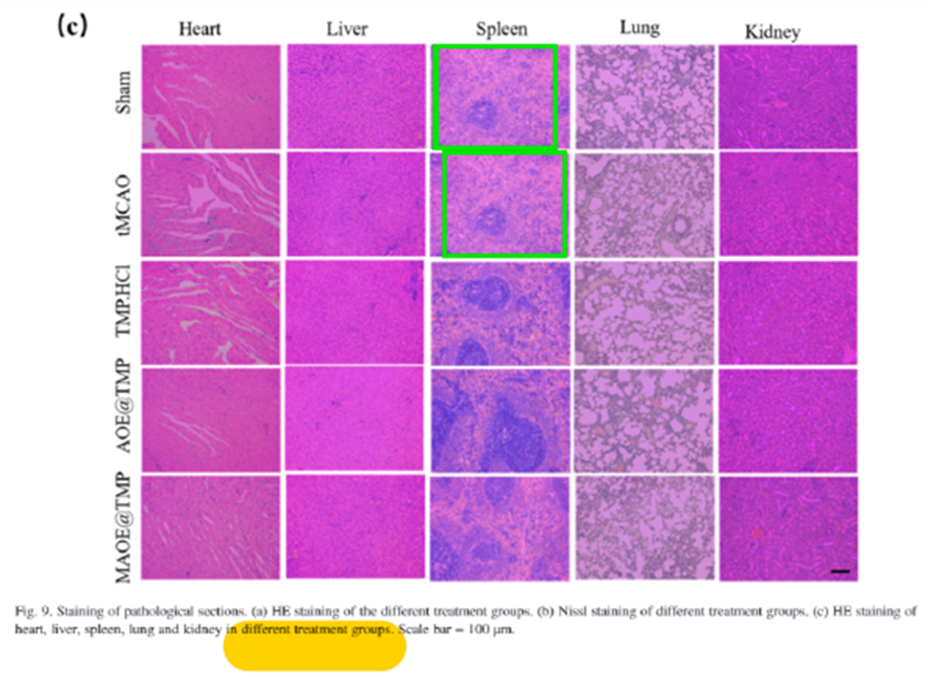 (c)
Heart Liver Spleen Lung Kidney
Sham
tMCAO
TMP.HCl
AOE@TMP
MAOE@TMP
Fig. 9. Staining of pathological sections. (a) HE staining of the different treatment groups. (b) Nissl staining of different treatment groups. (c) HE staining of
heart, liver, spleen, lung and kidney in different treatment groups. Scale bar = 100 μm.